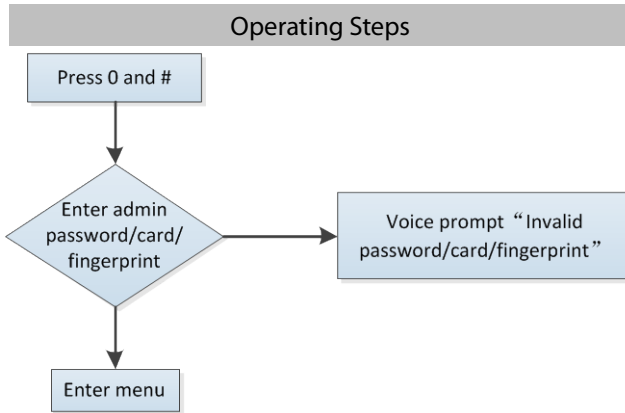 Operating Steps
Press 0 and #
Enter admin
password/card/
fingerprint
Voice prompt “Invalid
password/card/fingerprint”
Enter menu